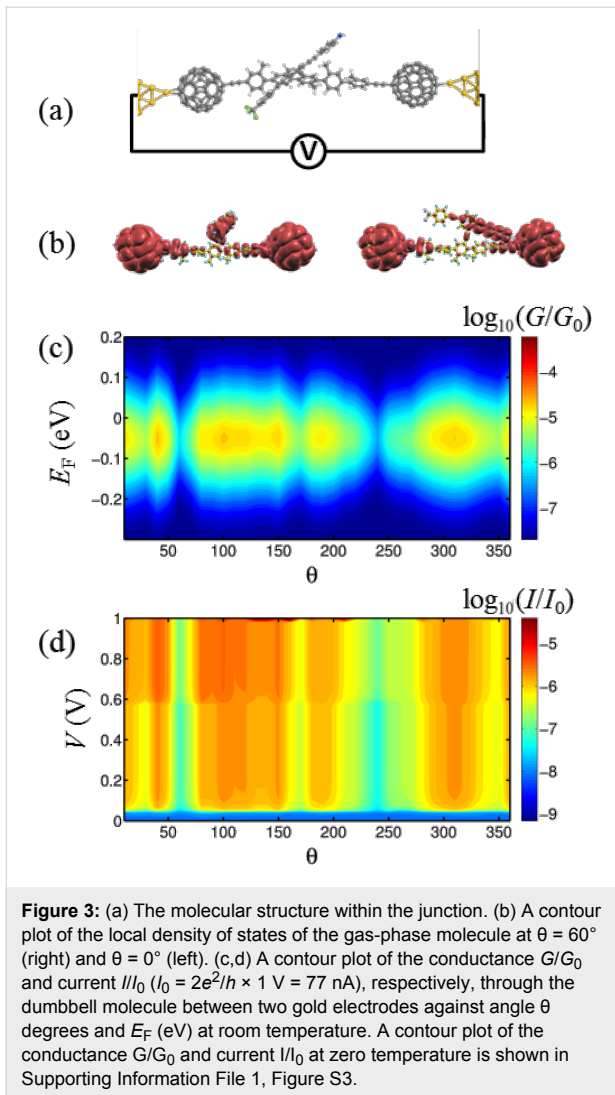 (a)
V
(b)
log10(G/G0)
(c)
0.2
0.1
0
−0.1
−0.2
EF (eV)
−4
−5
−6
−7
50 100 150 200 250 300 350
θ
log10(I/I0)
(d)
1
0.8
0.6
0.4
0.2
0
V (V)
−5
−6
−7
−8
−9
50 100 150 200 250 300 350
θ
Figure 3: (a) The molecular structure within the junction. (b) A contour
plot of the local density of states of the gas-phase molecule at θ = 60°
(right) and θ = 0° (left). (c,d) A contour plot of the conductance G/G0
and current I/I0 (I0 = 2e²/h × 1 V = 77 nA), respectively, through the
dumbbell molecule between two gold electrodes against angle θ
degrees and EF (eV) at room temperature. A contour plot of the
conductance G/G0 and current I/I0 at zero temperature is shown in
Supporting Information File 1, Figure S3.